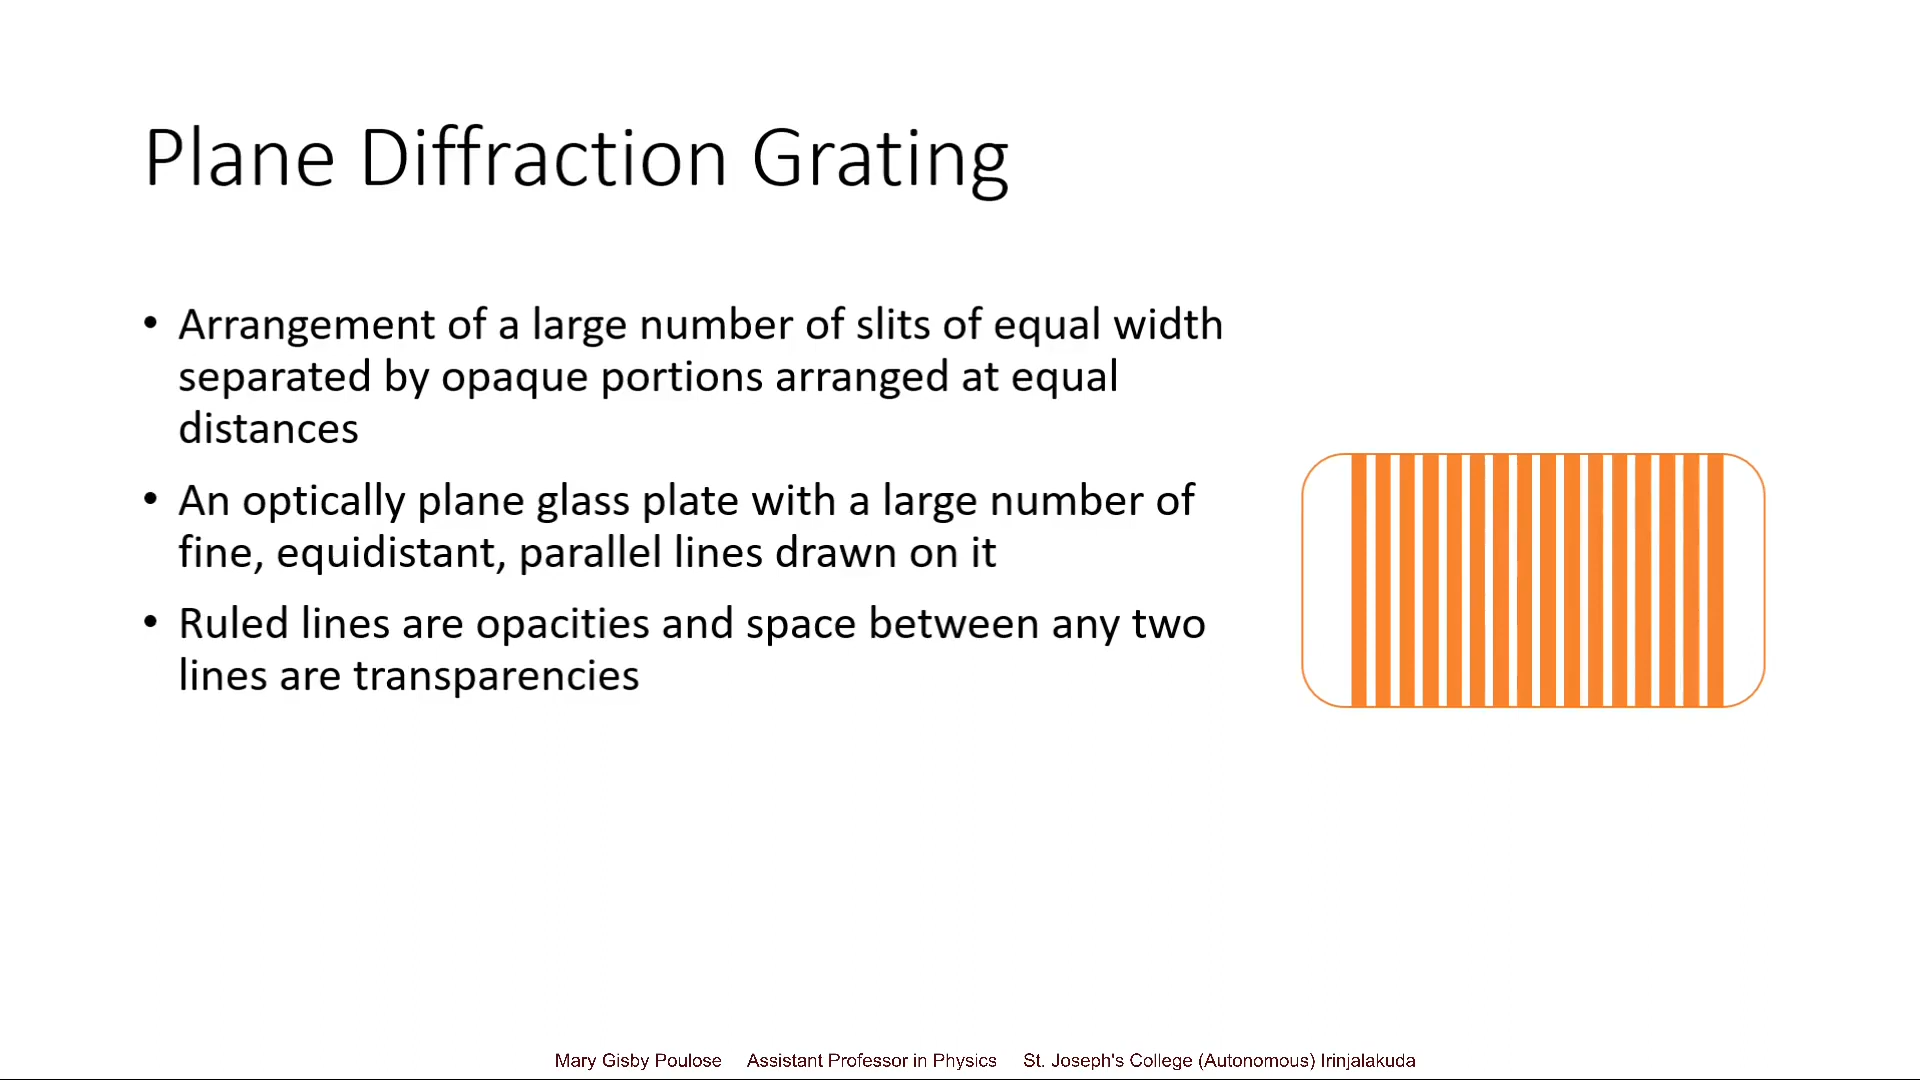 Plane Diffraction Grating
• Arrangement of a large number of slits of equal width
separated by opaque portions arranged at equal
distances
• An optically plane glass plate with a large number of
fine, equidistant, parallel lines drawn on it
• Ruled lines are opacities and space between any two
lines are transparencies
Mary Gisby Poulose Assistant Professor in Physics St. Joseph's College (Autonomous) Irinjalakuda